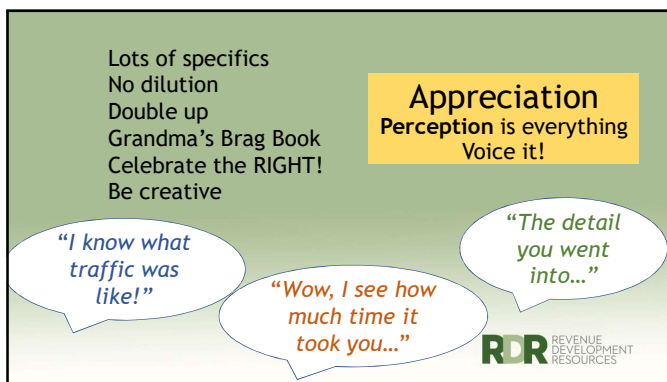 Lots of specifics
No dilution
Double up
Grandma's Brag Book
Celebrate the RIGHT!
Be creative
Appreciation
Perception is everything
Voice it!
"I know what
traffic was
like!"
"Wow, I see how
much time it
took you…"
"The detail
you went
into…"
RDR
REVENUE
DEVELOPMENT
RESOURCES